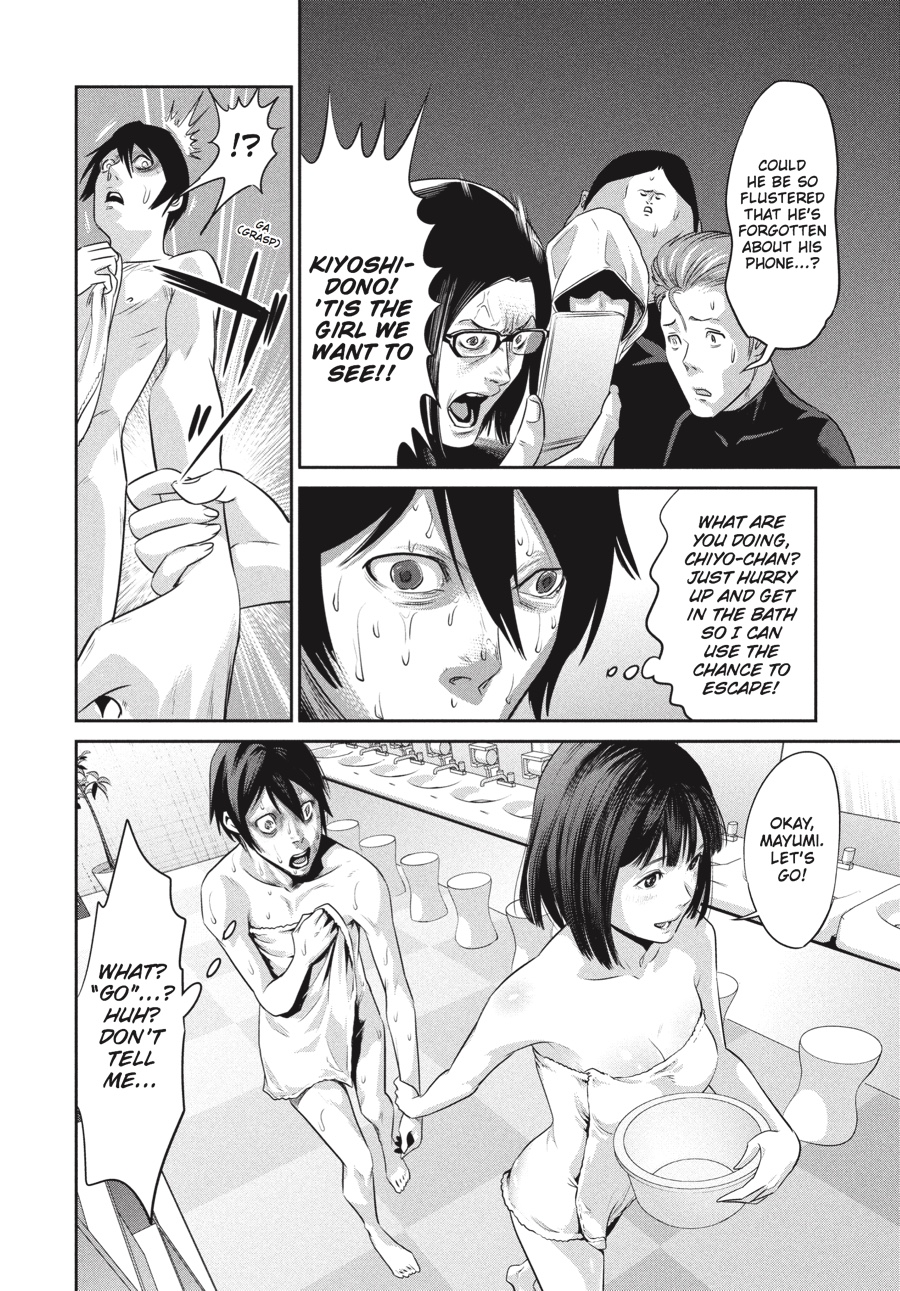 COULD
HE BE SO
FLUSTERED
THAT HE'S
FORGOTTEN
ABOUT HIS
PHONE...?
KIYOSHI-
DONO!
'TIS THE
GIRL WE
WANT TO
SEE!!
!?
GA
(GRASP)
WHAT ARE
YOU DOING,
CHIYO-CHAN?
JUST HURRY
UP AND GET
IN THE BATH
SO I CAN
USE THE
CHANCE TO
ESCAPE!
OKAY,
MAYUMI.
LET'S
GO!
WHAT?
"GO"...?
HUH?
DON'T
TELL
ME...